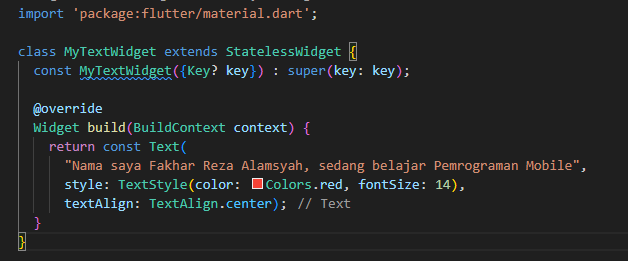 import 'package:flutter/material.dart';
class MyTextWidget extends StatelessWidget {
const MyTextWidget({Key? key}) : super(key: key);
@override
Widget build(BuildContext context) {
return const Text(
"Nama saya Fakhar Reza Alamsyah, sedang belajar Pemrograman Mobile",
style: TextStyle(color: Colors.red, fontSize: 14),
textAlign: TextAlign.center); // Text
}
}